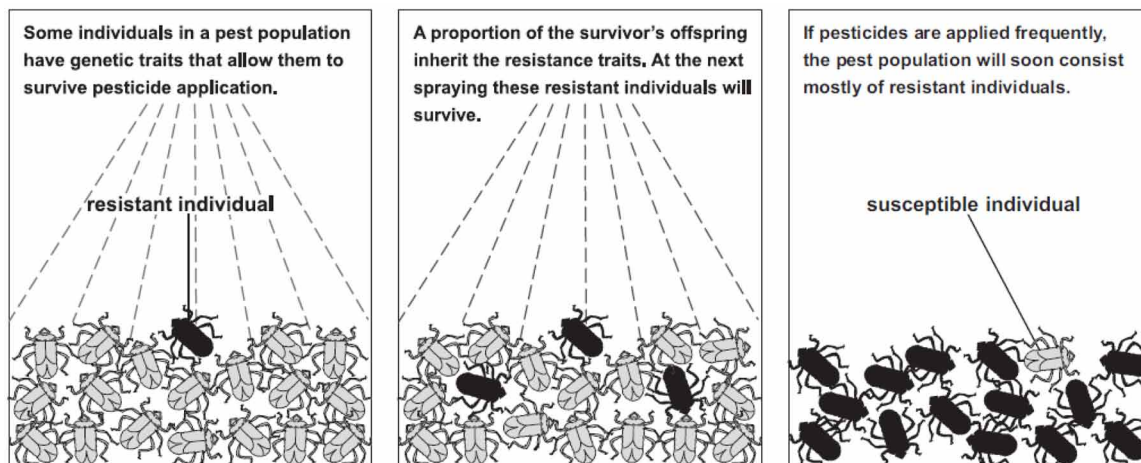 Some individuals in a pest population
have genetic traits that allow them to
survive pesticide application.
resistant individual
A proportion of the survivor's offspring
inherit the resistance traits. At the next
spraying these resistant individuals will
survive.
If pesticides are applied frequently,
the pest population will soon consist
mostly of resistant individuals.
susceptible individual